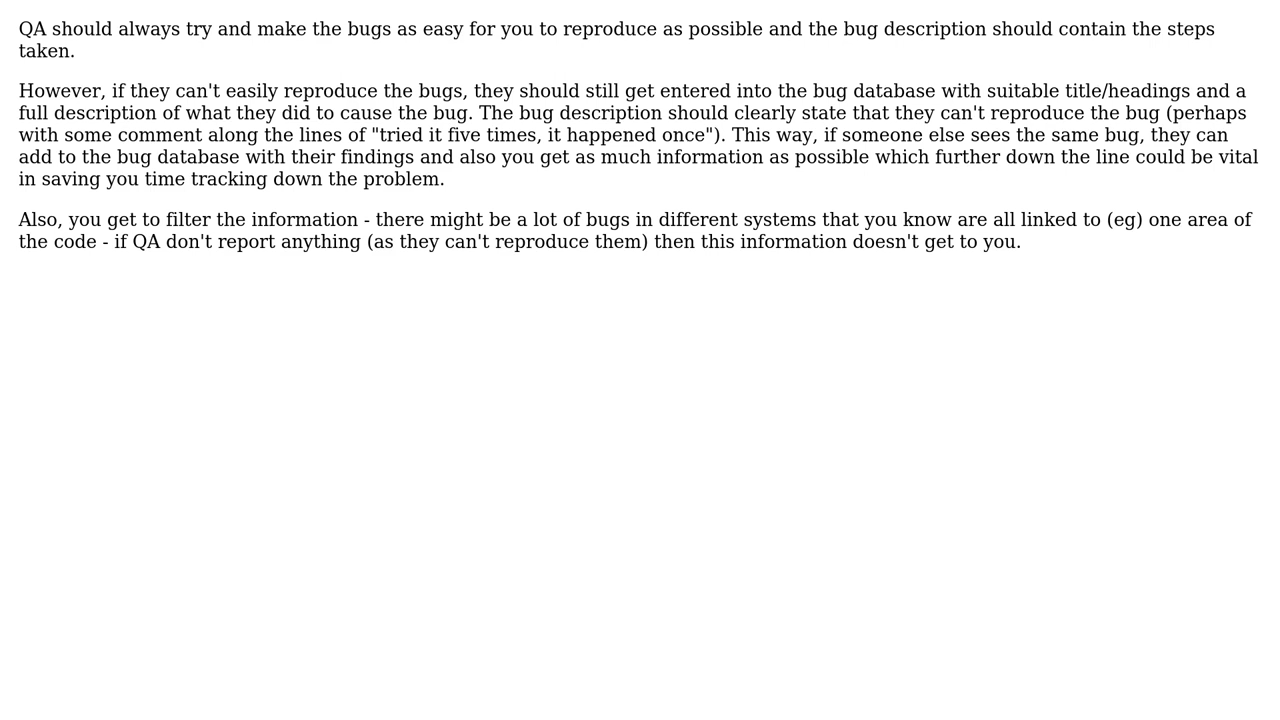 QA should always try and make the bugs as easy for you to reproduce as possible and the bug description should contain the steps
taken.
However, if they can't easily reproduce the bugs, they should still get entered into the bug database with suitable title/headings and a
full description of what they did to cause the bug. The bug description should clearly state that they can't reproduce the bug (perhaps
with some comment along the lines of "tried it five times, it happened once"). This way, if someone else sees the same bug, they can
add to the bug database with their findings and also you get as much information as possible which further down the line could be vital
in saving you time tracking down the problem.
Also, you get to filter the information - there might be a lot of bugs in different systems that you know are all linked to (eg) one area of
the code - if QA don't report anything (as they can't reproduce them) then this information doesn't get to you.